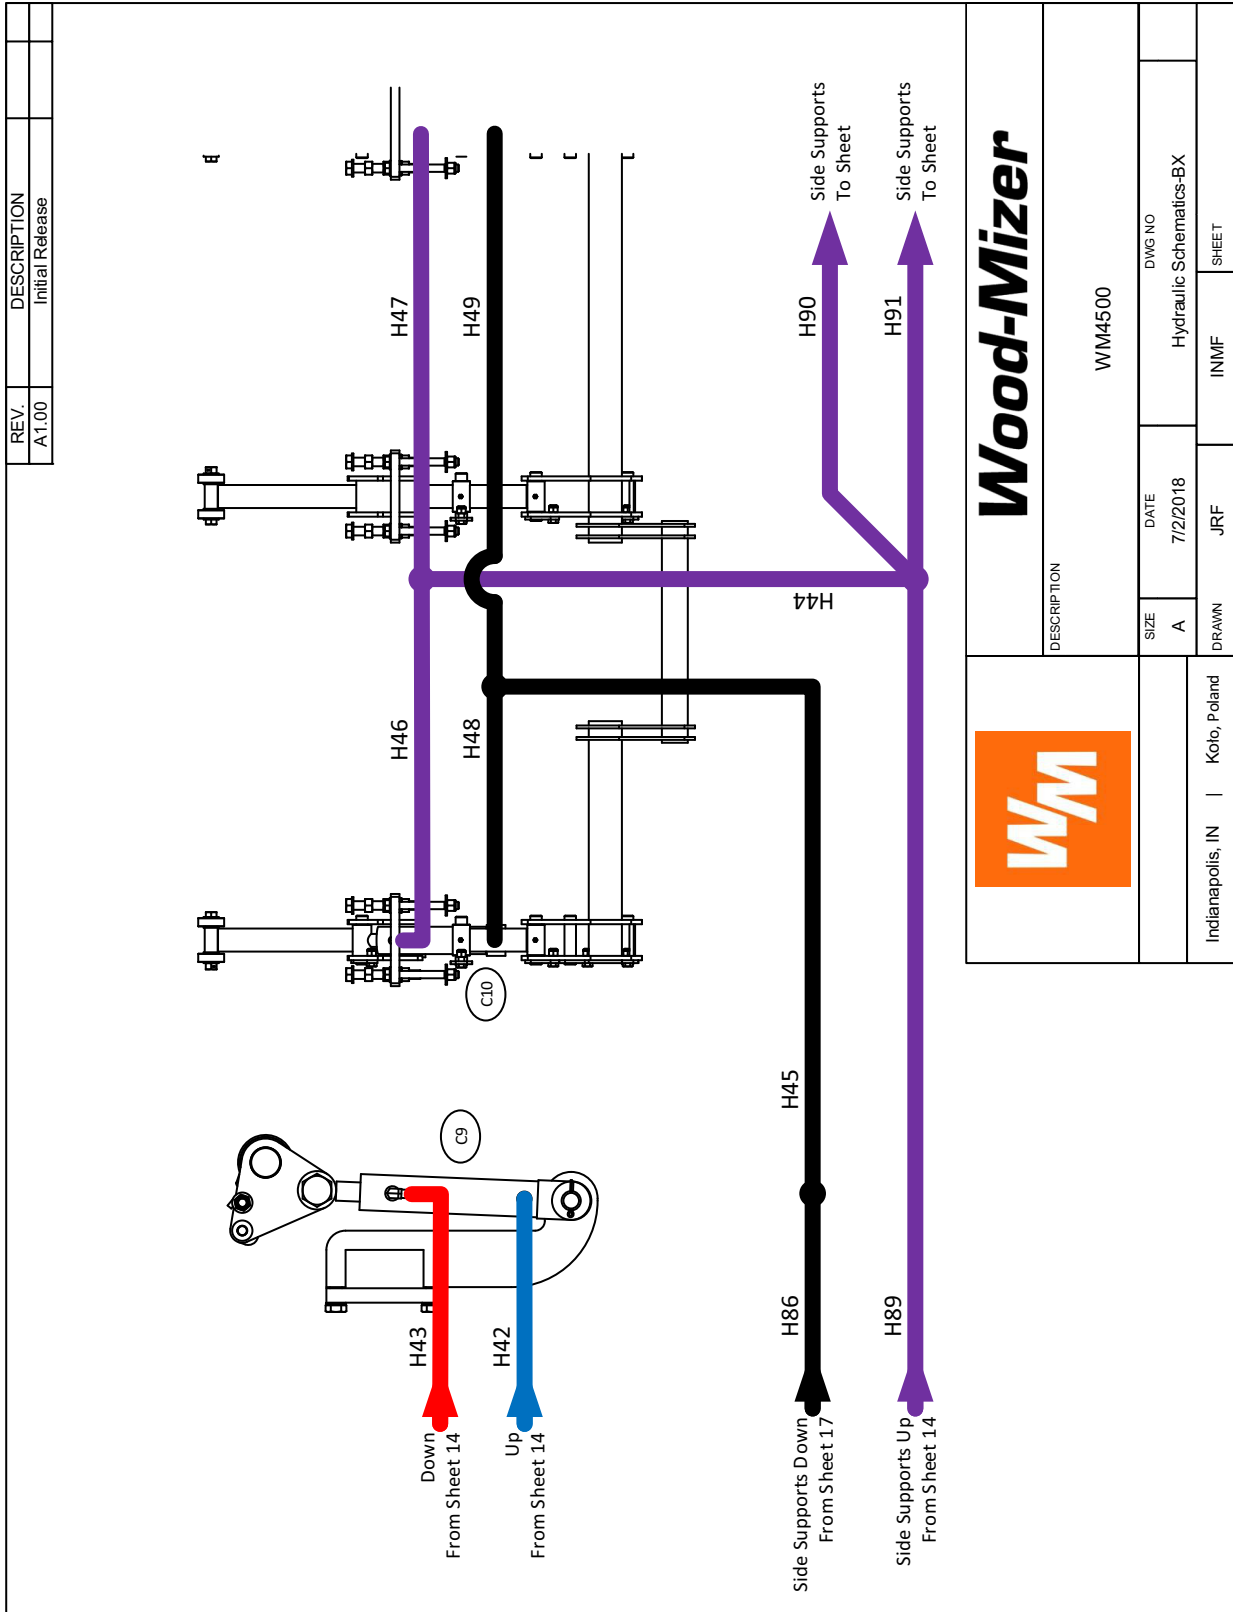 REV.
DESCRIPTION
A1.00
Initial Release
H46
H47
H48
H49
C10
C9
H43
H42
Down
From Sheet 14
Up
From Sheet 14
H44
H90
Side Supports
To Sheet
H91
Side Supports
To Sheet
H86
H45
Side Supports Down
From Sheet 17
H89
Side Supports Up
From Sheet 14
WM
Wood-Mizer
DESCRIPTION
WM4500
SIZE
DATE
DWG NO
A
7/2/2018
Hydraulic Schematics-BX
Indianapolis, IN | Koło, Poland
DRAWN
JRF
INMF
SHEET